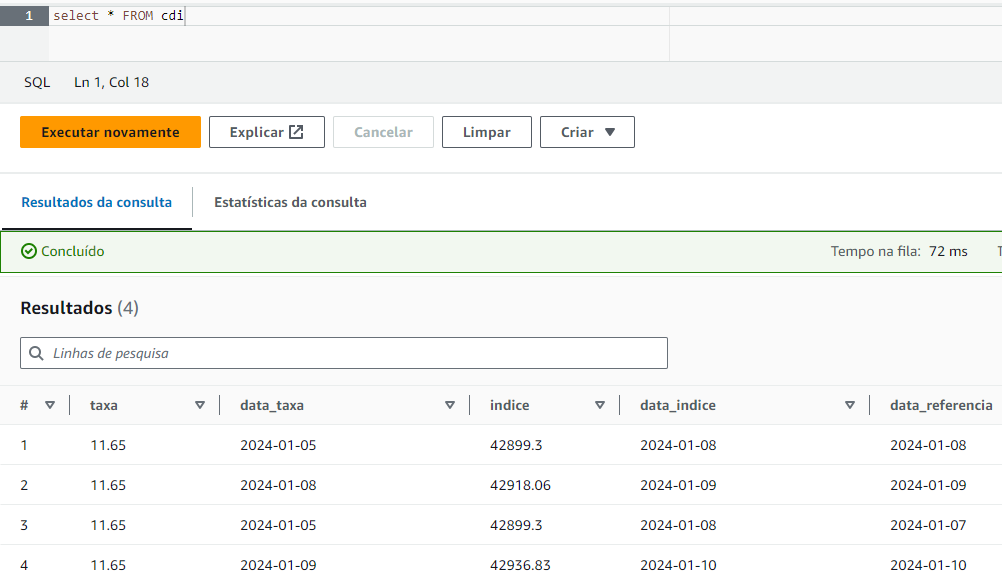 1 select * FROM cdi
SQL Ln 1, Col 18
Executar novamente Explicar Cancelar Limpar Criar
Resultados da consulta Estatísticas da consulta
Concluído Tempo na fila: 72 ms
Resultados (4)
Linhas de pesquisa
# taxa data_taxa indice data_indice data_referencia
1 11.65 2024-01-05 42899.3 2024-01-08 2024-01-08
2 11.65 2024-01-08 42918.06 2024-01-09 2024-01-09
3 11.65 2024-01-05 42899.3 2024-01-08 2024-01-07
4 11.65 2024-01-09 42936.83 2024-01-10 2024-01-10